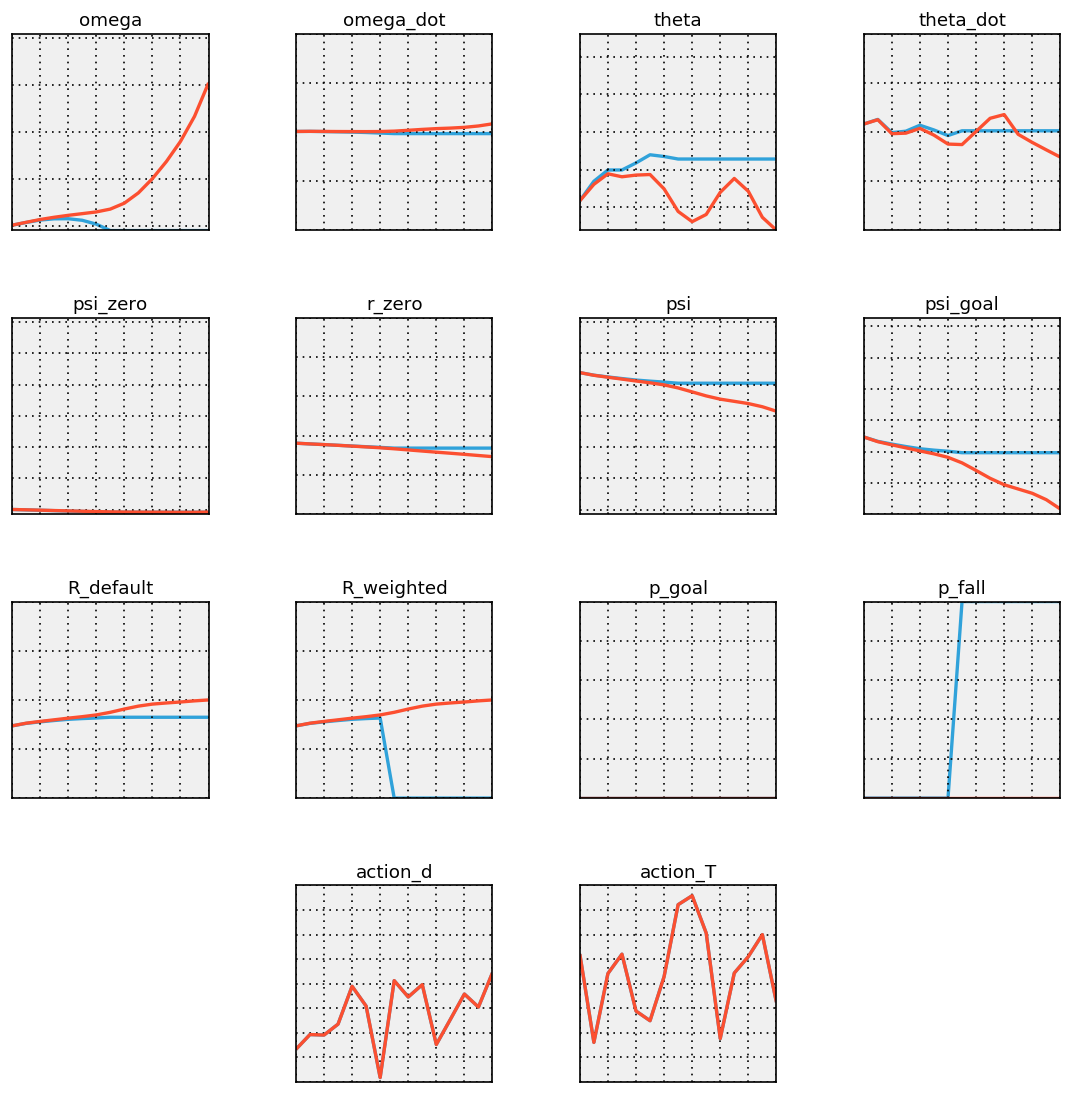 omega
omega_dot
theta
theta_dot
psi_zero
r_zero
psi
psi_goal
R_default
R_weighted
p_goal
p_fall
action_d
action_T